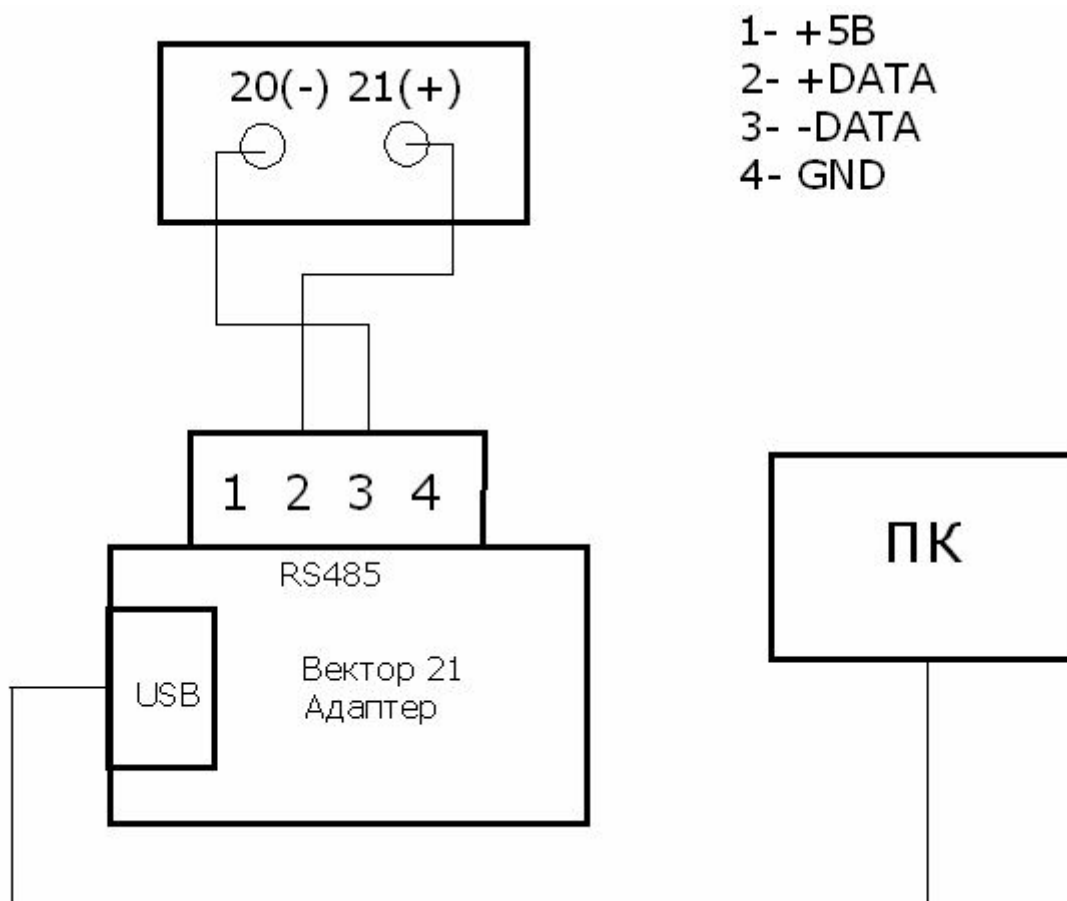 20(-) 21(+)
1- +5В
2- +DATA
3- -DATA
4- GND
1 2 3 4
RS485
USB
Вектор 21
Адаптер
ПК